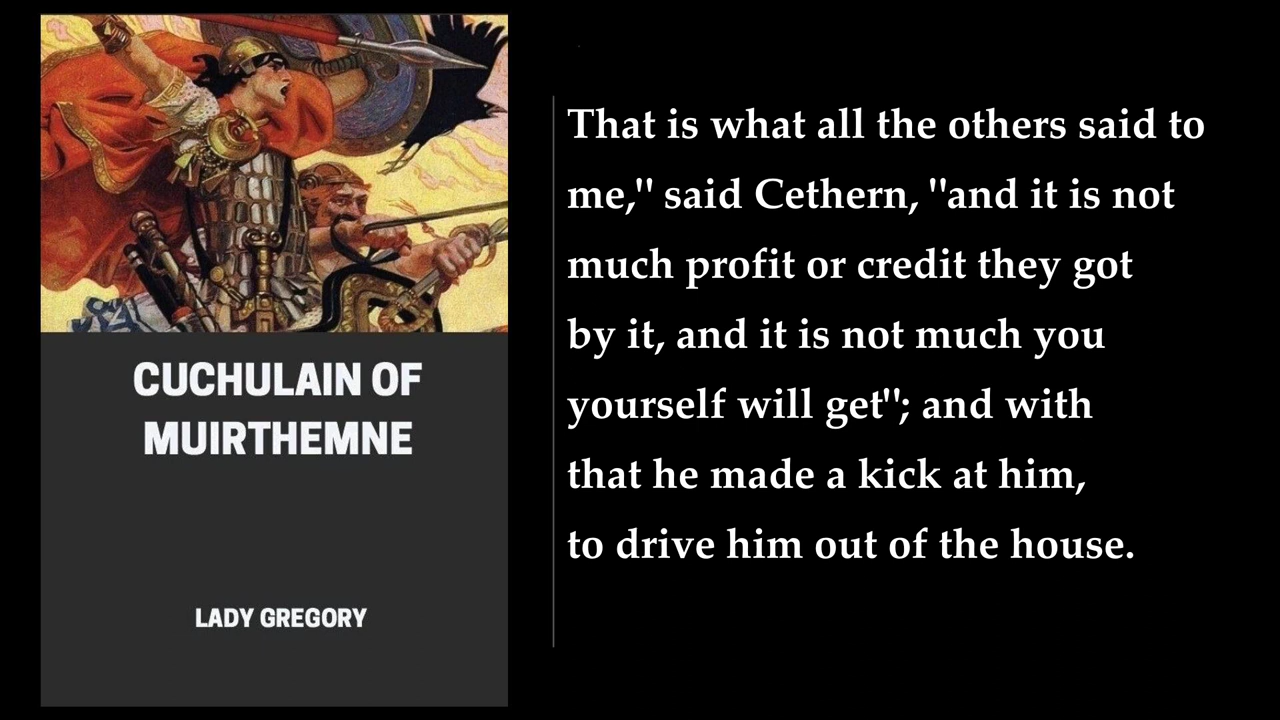 CUCHULAIN OF
MUIRTHEMNE
LADY GREGORY
That is what all the others said to
me," said Cethern, "and it is not
much profit or credit they got
by it, and it is not much you
yourself will get"; and with
that he made a kick at him,
to drive him out of the house.